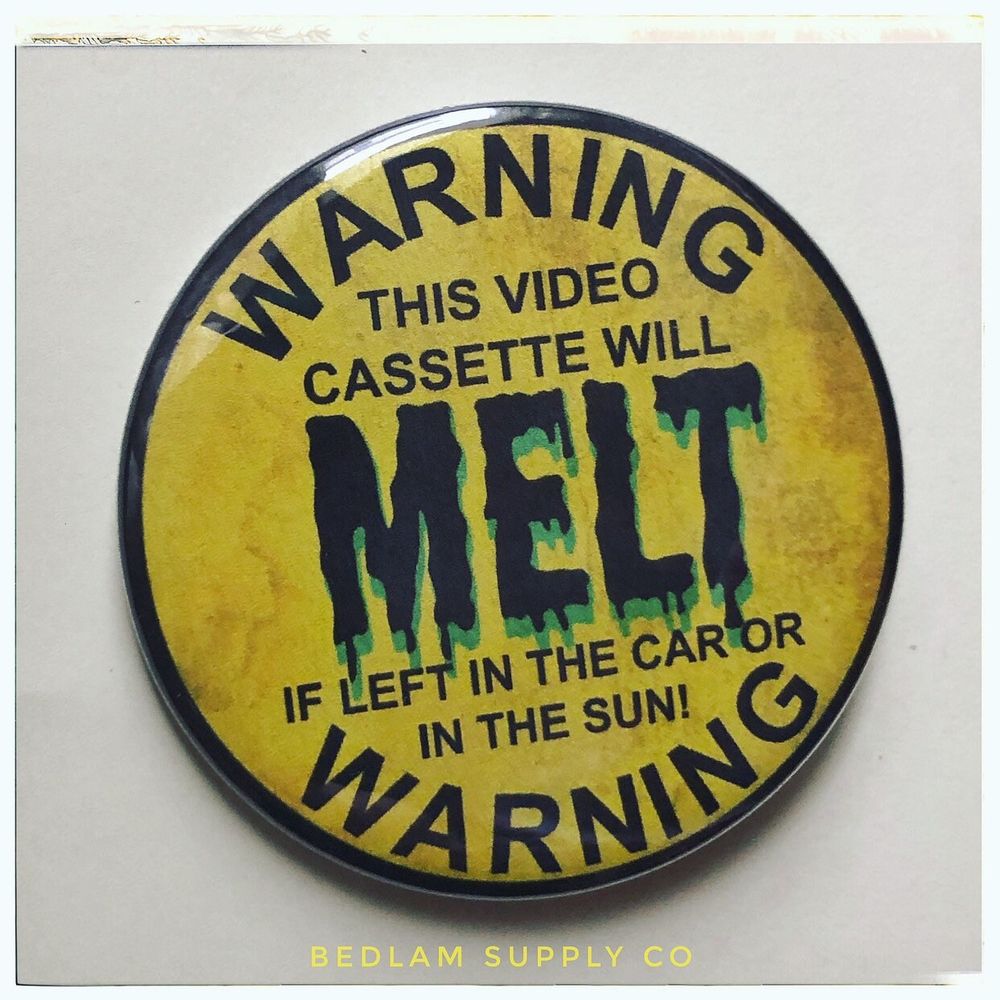 WARNING
THIS VIDEO
CASSETTE WILL
MELT
IF LEFT IN THE CAR OR
IN THE SUN!
WARNING
BEDLAM SUPPLY CO